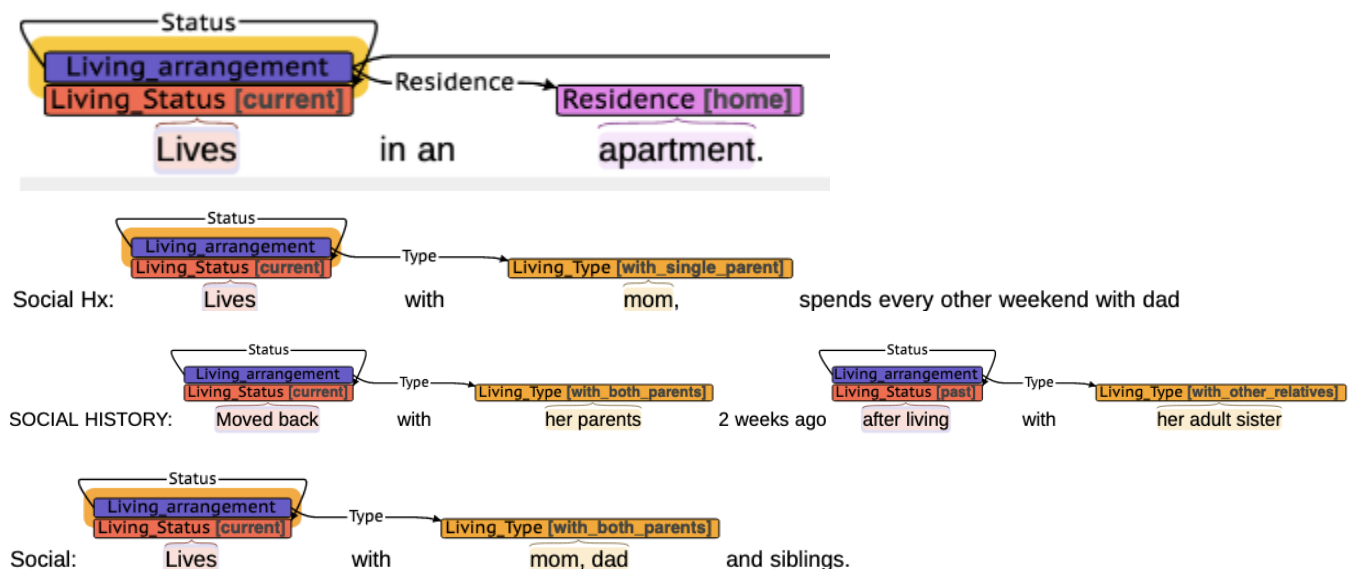 Status
Living_arrangement
Residence
Living_Status [current] Residence [home]
Lives in an apartment.
Status
Living_arrangement
Type
Living_Status [current] Living_Type [with_single_parent]
Social Hx: Lives with mom, spends every other weekend with dad
Status Status
Living_arrangement Living_arrangement
Type Type
Living_Status [current] Living_Type [with_both_parents] Living_Status [past] Living_Type [with_other_relatives]
SOCIAL HISTORY: Moved back with her parents 2 weeks ago after living with her adult sister
Status
Living_arrangement
Type
Living_Status [current] Living_Type [with_both_parents]
Social: Lives with mom, dad and siblings.